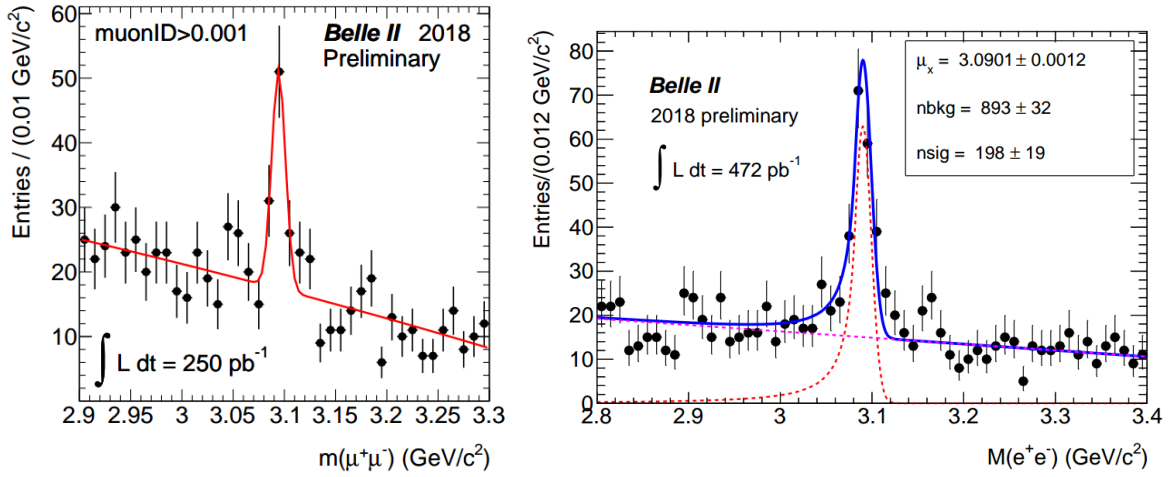 muonID>0.001
Belle II 2018
Preliminary
∫ L dt = 250 pb⁻¹
Entries / (0.01 GeV/c²)
60
50
40
30
20
10
2.9 2.95 3 3.05 3.1 3.15 3.2 3.25 3.3
m(μ⁺μ⁻) (GeV/c²)
Belle II
2018 preliminary
∫ L dt = 472 pb⁻¹
μₓ = 3.0901 ± 0.0012
nbkg = 893 ± 32
nsig = 198 ± 19
Entries/(0.012 GeV/c²)
80
70
60
50
40
30
20
10
0
2.8 2.9 3 3.1 3.2 3.3 3.4
M(e⁺e⁻) (GeV/c²)